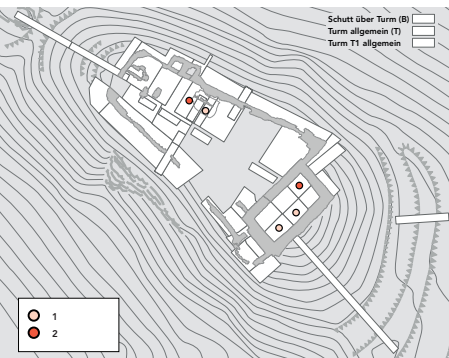 Schutt über Turm (B)
Turm allgemein (T)
Turm T1 allgemein
1
2